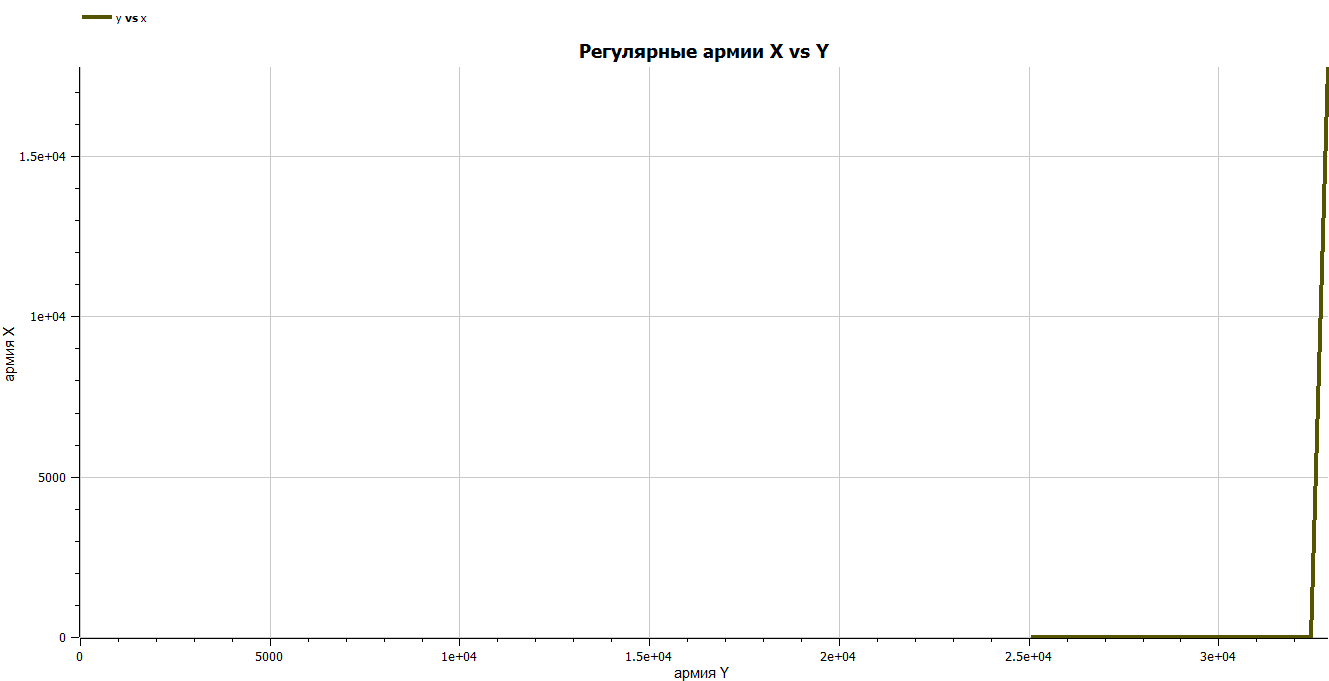 y vs x
Регулярные армии X vs Y
1.5e+04
1e+04
армия X
5000
0
0 5000 1e+04 1.5e+04 2e+04 2.5e+04 3e+04
армия Y